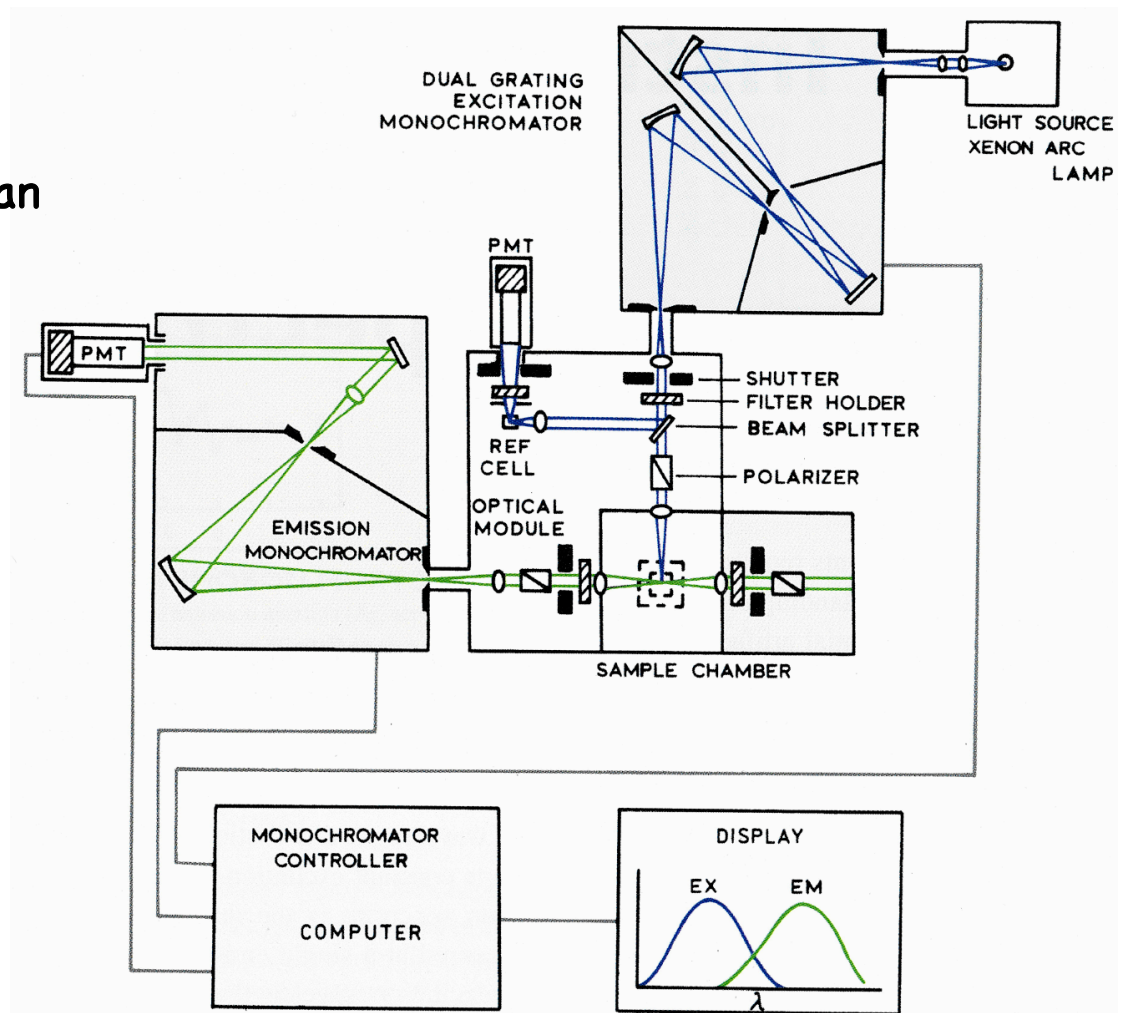 DUAL GRATING
EXCITATION
MONOCHROMATOR
LIGHT SOURCE
XENON ARC
LAMP
an
PMT
PMT
SHUTTER
FILTER HOLDER
BEAM SPLITTER
REF
CELL
POLARIZER
OPTICAL
MODULE
EMISSION
MONOCHROMATOR
SAMPLE CHAMBER
MONOCHROMATOR
CONTROLLER
COMPUTER
DISPLAY
EX EM
λ